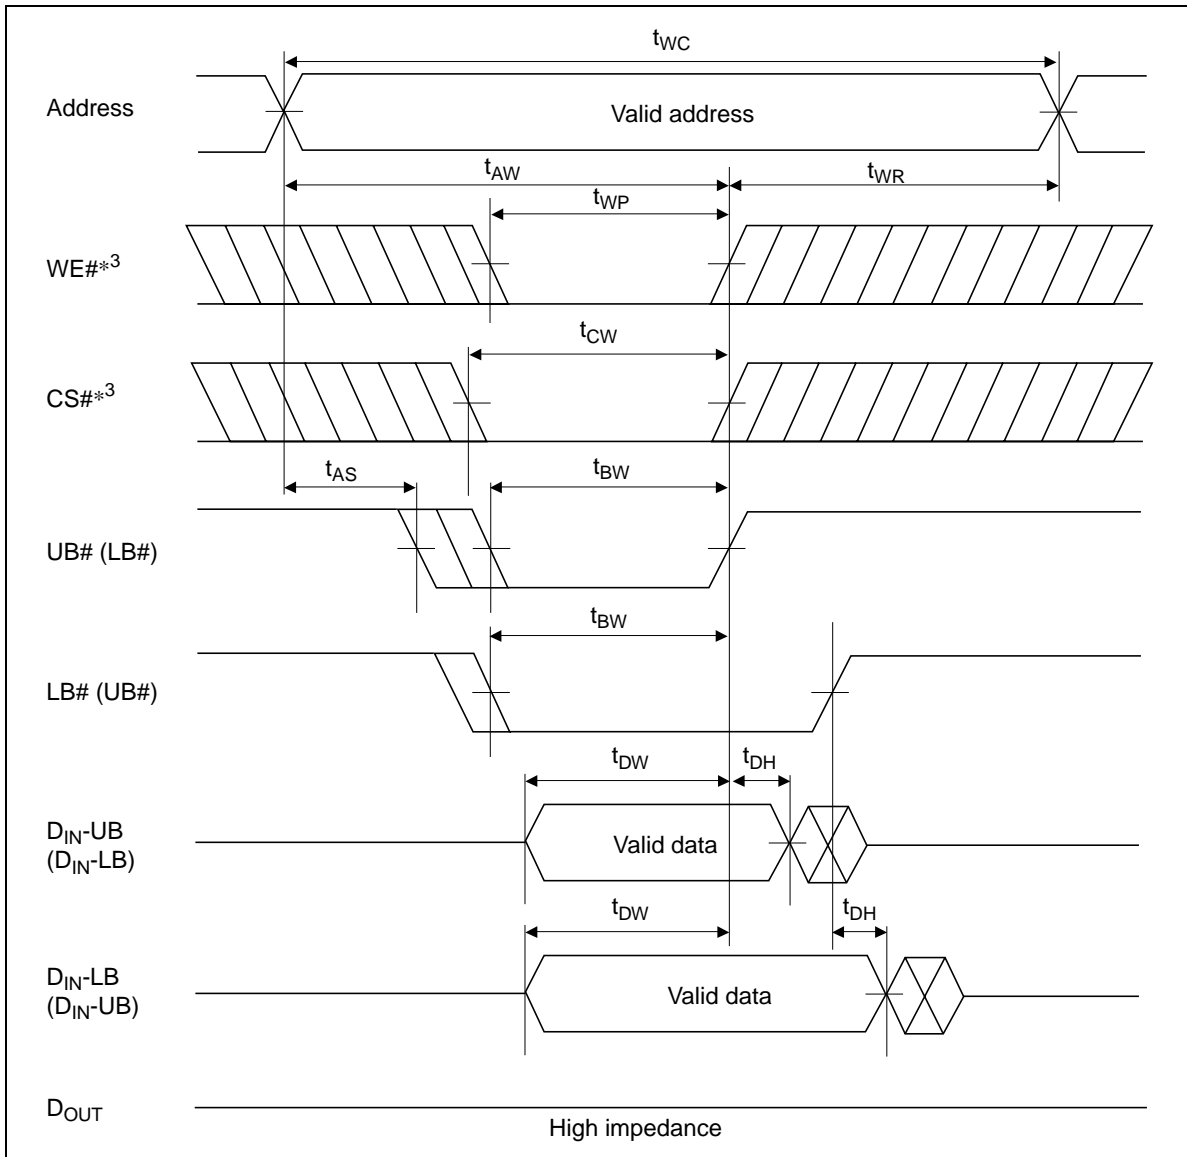 tWC
Address
Valid address
tAW
tWR
tWP
WE#*3
tCW
CS#*3
tAS
tBW
UB# (LB#)
tBW
LB# (UB#)
tDW
tDH
DIN-UB
(DIN-LB)
Valid data
tDW
tDH
DIN-LB
(DIN-UB)
Valid data
DOUT
High impedance